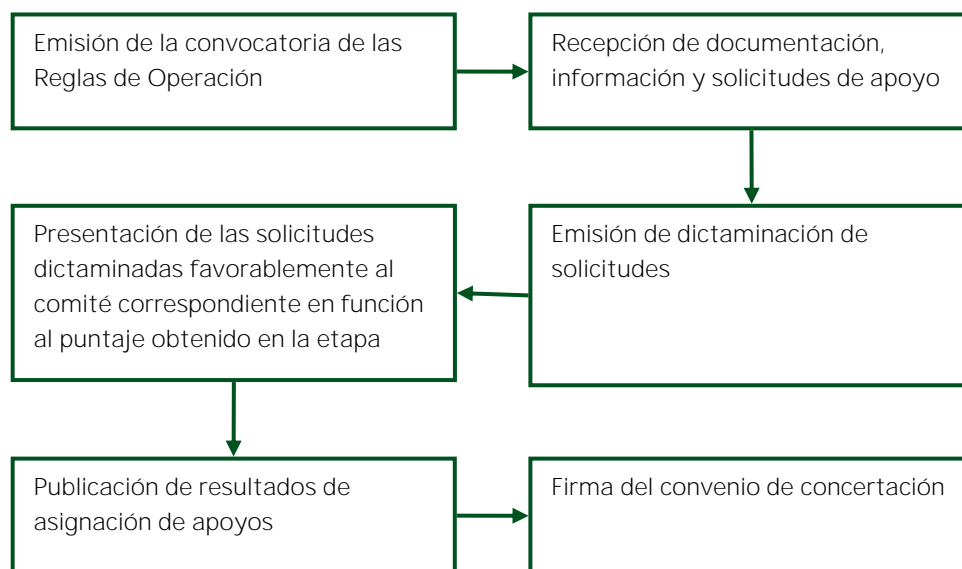 Emisión de la convocatoria de las
Reglas de Operación
Recepción de documentación,
información y solicitudes de apoyo
Emisión de dictaminación de
solicitudes
Presentación de las solicitudes
dictaminadas favorablemente al
comité correspondiente en función
al puntaje obtenido en la etapa
Publicación de resultados de
asignación de apoyos
Firma del convenio de concertación